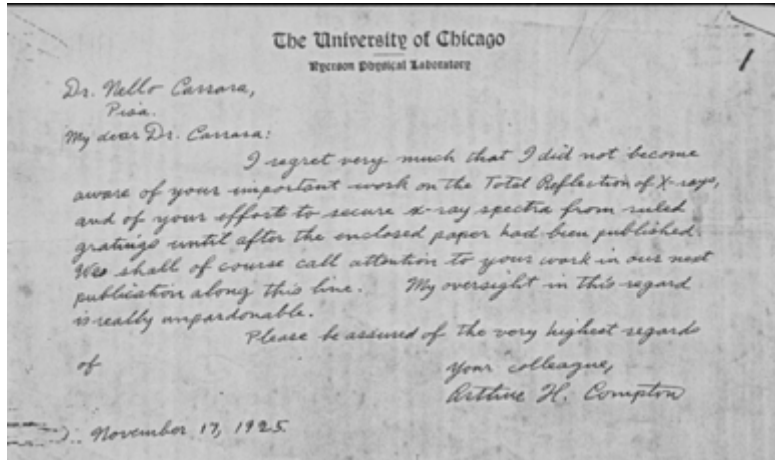 The University of Chicago
Ryerson Physical Laboratory
1
Dr. Nello Carrara,
Pisa.
My dear Dr. Carrara:
I regret very much that I did not become
aware of your important work on the Total Reflection of X-rays,
and of your effort to secure x-ray spectra from ruled
gratings until after the enclosed paper had been published.
We shall of course call attention to your work in our next
publication along this line. My oversight in this regard
is really unpardonable.
Please be assured of the very highest regards
of
Your colleague,
Arthur H. Compton
November 17, 1925.